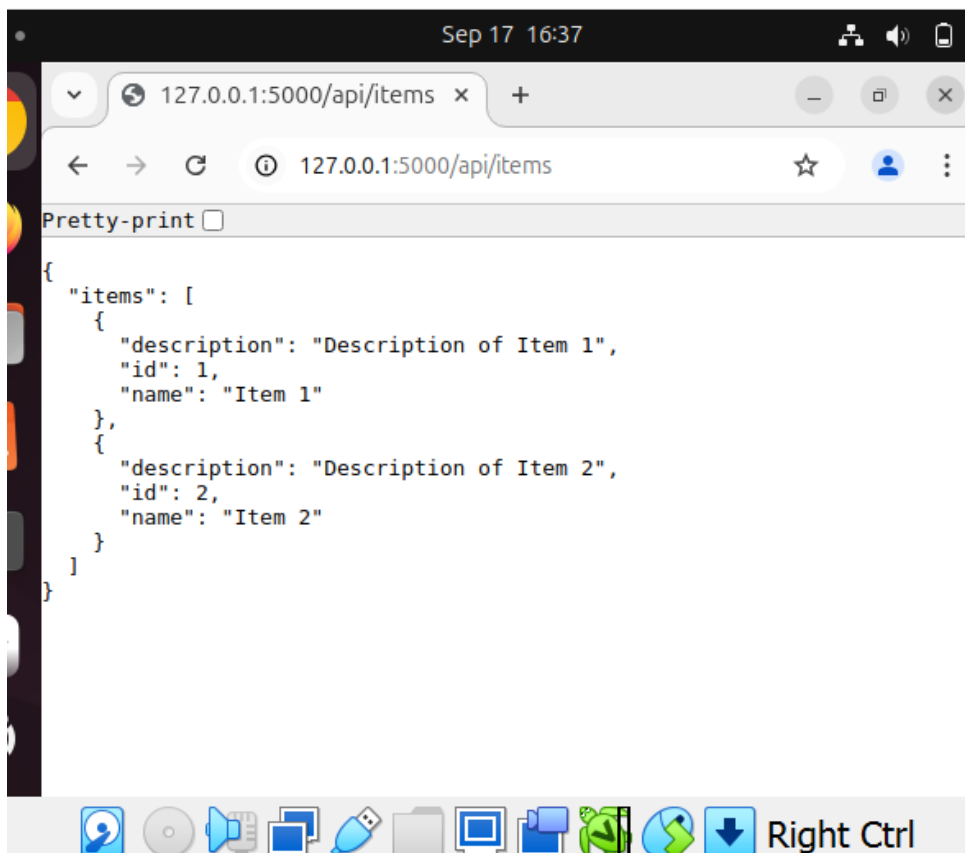 Sep 17 16:37
127.0.0.1:5000/api/items
127.0.0.1:5000/api/items
Pretty-print
{
  "items": [
    {
      "description": "Description of Item 1",
      "id": 1,
      "name": "Item 1"
    },
    {
      "description": "Description of Item 2",
      "id": 2,
      "name": "Item 2"
    }
  ]
}
Right Ctrl